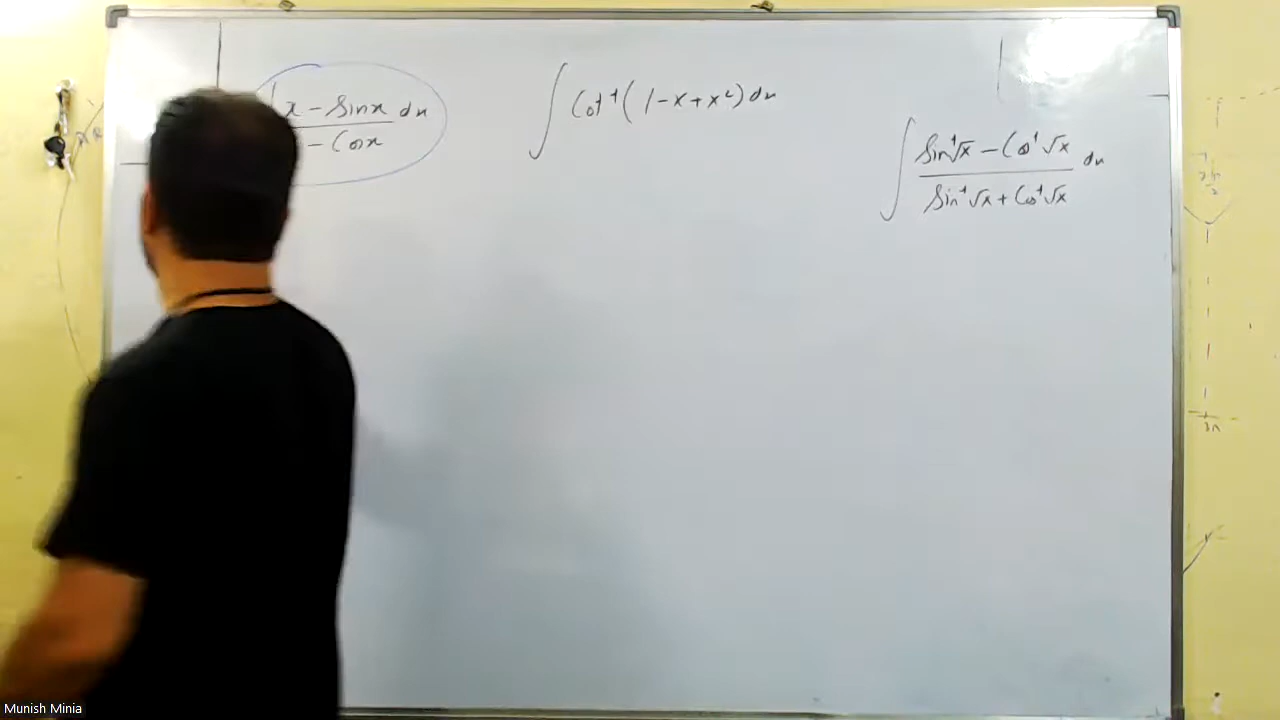 x - Sinx dx
- Cosx
∫ Cot⁻¹(1-x+x²) dx
∫ Sin⁻¹√x - Cos⁻¹√x dx
Sin⁻¹√x + Cos⁻¹√x
Munish Minia